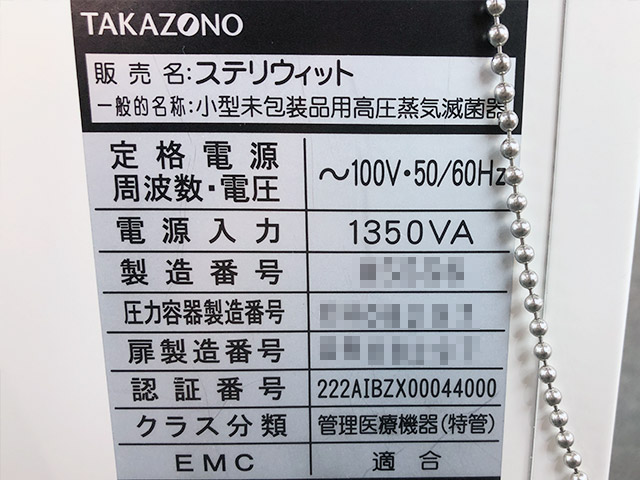 TAKAZONO
販売名:ステリウィット
一般的名称:小型未包装品用高圧蒸気滅菌器
定格電源
周波数・電圧
～100V・50/60Hz
電源入力 1350VA
製造番号
圧力容器製造番号
扉製造番号
認証番号 222AIBZX00044000
クラス分類 管理医療機器(特管)
EMC 適合